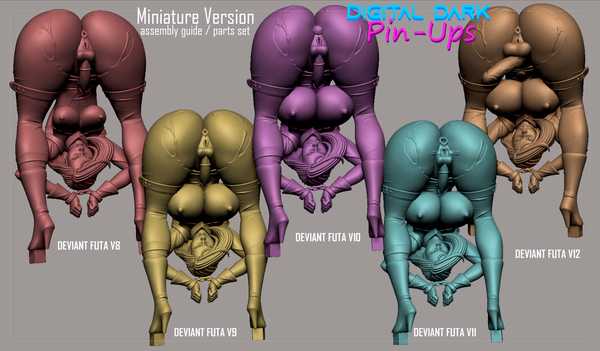 Miniature Version
assembly guide / parts set
DIGITAL DARK
Pin-Ups
DEVIANT FUTA V8
DEVIANT FUTA V10
DEVIANT FUTA V12
DEVIANT FUTA V9
DEVIANT FUTA V11